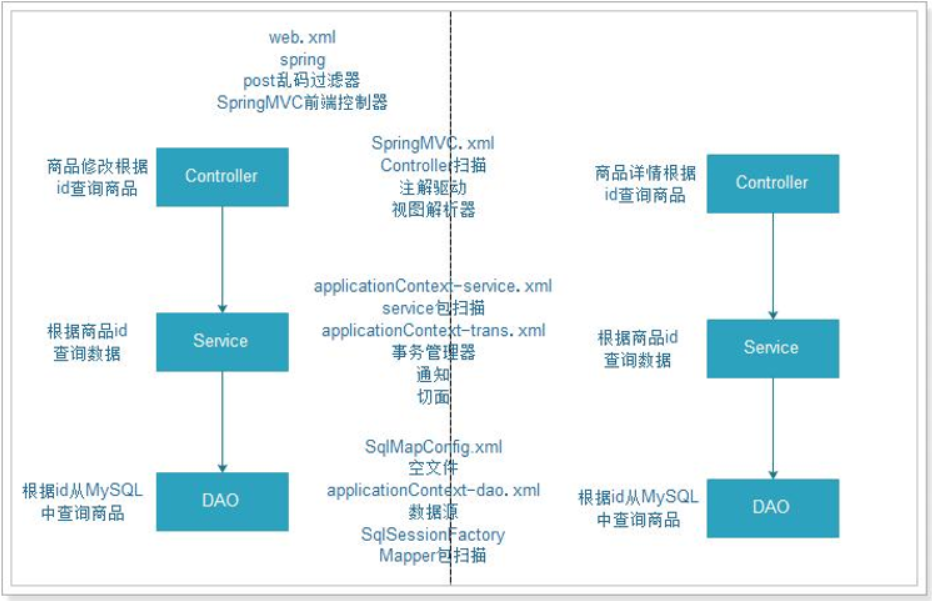 web.xml
spring
post乱码过滤器
SpringMVC前端控制器
商品修改根据
id查询商品
Controller
SpringMVC.xml
Controller扫描
注解驱动
视图解析器
商品详情根据
id查询商品
Controller
根据商品id
查询数据
Service
applicationContext-service.xml
service包扫描
applicationContext-trans.xml
事务管理器
通知
切面
根据商品id
查询数据
Service
根据id从MySQL
中查询商品
DAO
SqlMapConfig.xml
空文件
applicationContext-dao.xml
数据源
SqlSessionFactory
Mapper包扫描
根据id从MySQL
中查询商品
DAO